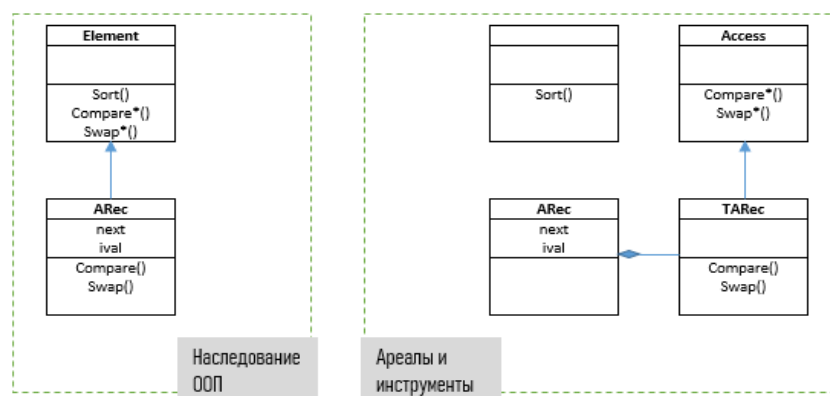 Element
Sort()
Compare*()
Swap*()
ARec
next
ival
Compare()
Swap()
Наследование
ООП
Sort()
Access
Compare*()
Swap*()
ARec
next
ival
TARec
Compare()
Swap()
Ареалы и
инструменты